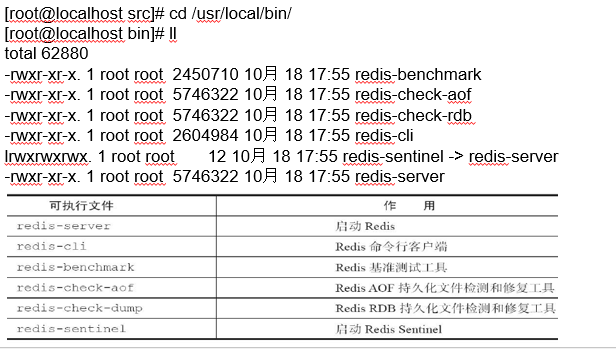 [root@localhost src]# cd /usr/local/bin/
[root@localhost bin]# ll
total 62880
-rwxr-xr-x. 1 root root  2450710 10月 18 17:55 redis-benchmark
-rwxr-xr-x. 1 root root  5746322 10月 18 17:55 redis-check-aof
-rwxr-xr-x. 1 root root  5746322 10月 18 17:55 redis-check-rdb
-rwxr-xr-x. 1 root root  2604984 10月 18 17:55 redis-cli
lrwxrwxrwx. 1 root root       12 10月 18 17:55 redis-sentinel -> redis-server
-rwxr-xr-x. 1 root root  5746322 10月 18 17:55 redis-server
可执行文件 作 用
redis-server 启动 Redis
redis-cli Redis 命令行客户端
redis-benchmark Redis 基准测试工具
redis-check-aof Redis AOF 持久化文件检测和修复工具
redis-check-dump Redis RDB 持久化文件检测和修复工具
redis-sentinel 启动 Redis Sentinel